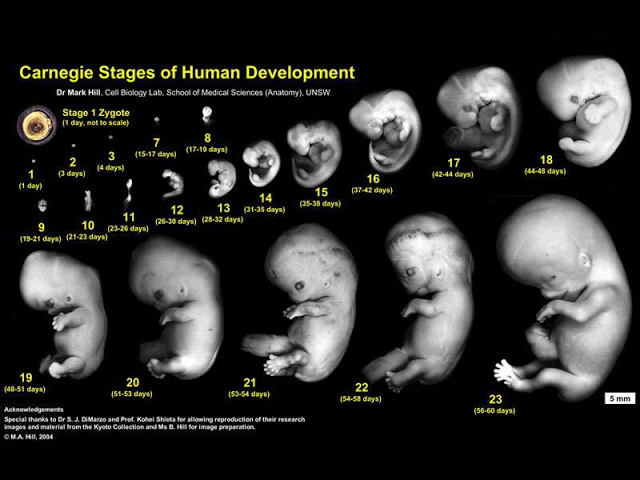 Carnegie Stages of Human Development
Dr Mark Hill, Cell Biology Lab, School of Medical Sciences (Anatomy), UNSW
Stage 1 Zygote
(1 day, not to scale)
1
(1 day)
2
(3 days)
3
(4 days)
7
(15-17 days)
8
(17-19 days)
9
(19-21 days)
10
(21-23 days)
11
(23-26 days)
12
(26-30 days)
13
(28-32 days)
14
(31-35 days)
15
(35-38 days)
16
(37-42 days)
17
(42-44 days)
18
(44-48 days)
19
(48-51 days)
20
(51-53 days)
21
(53-54 days)
22
(54-58 days)
23
(56-60 days)
5 mm
Acknowledgements
Special thanks to Dr S. J. DiMarzo and Prof. Kohei Shiota for allowing reproduction of their research
images and material from the Kyoto Collection and Ms B. Hill for image preparation.
© M.A. Hill, 2004